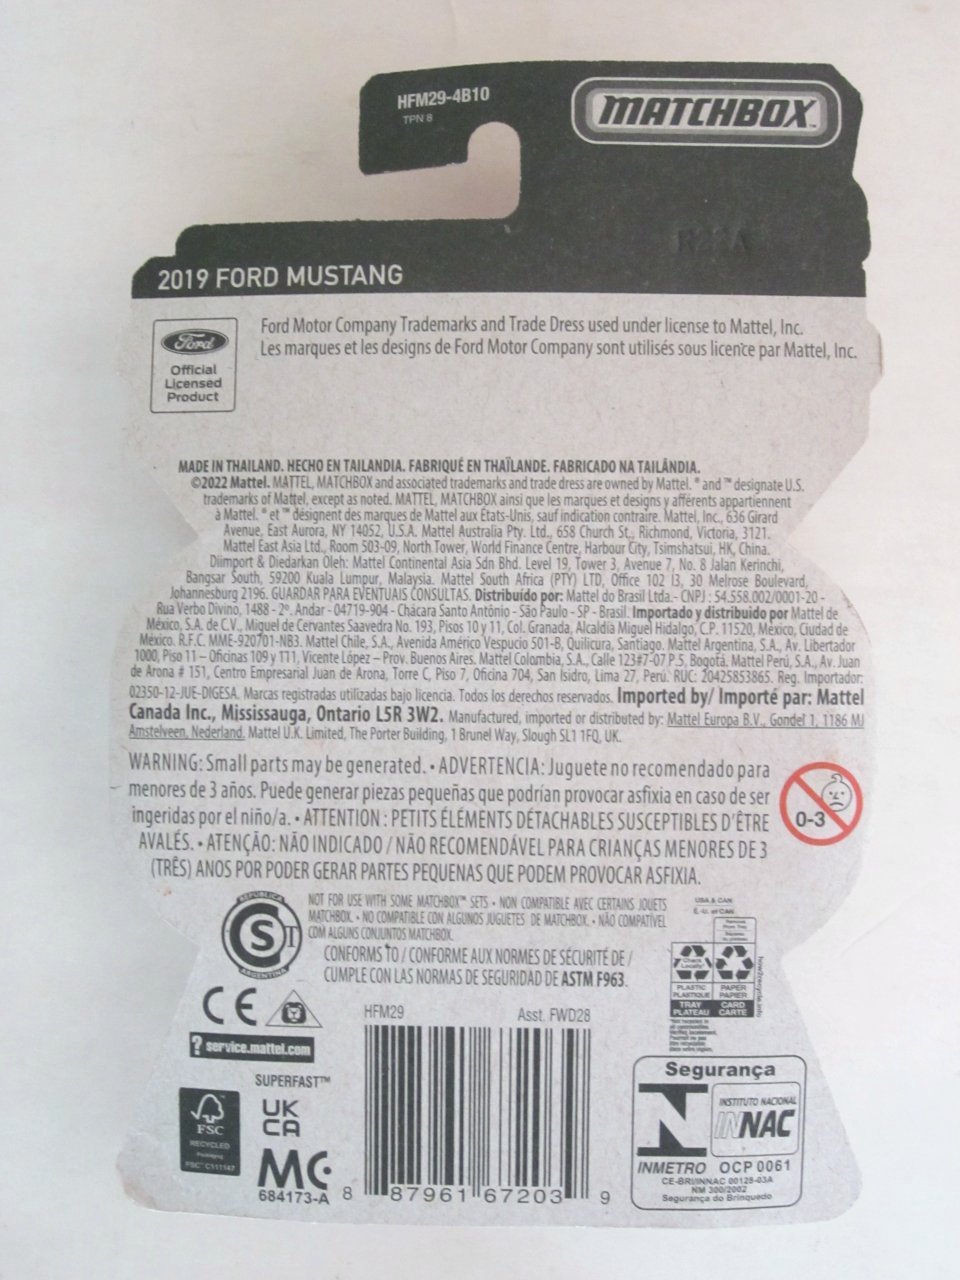 HFM29-4B10
TPN 8
MATCHBOX™
R22A
2019 FORD MUSTANG
Ford
Official
Licensed
Product
Ford Motor Company Trademarks and Trade Dress used under license to Mattel, Inc.
Les marques et les designs de Ford Motor Company sont utilisés sous licence par Mattel, Inc.
MADE IN THAILAND. HECHO EN TAILANDIA. FABRIQUÉ EN THAÏLANDE. FABRICADO NA TAILÂNDIA.
©2022 Mattel. MATTEL, MATCHBOX and associated trademarks and trade dress are owned by Mattel. ® and ™ designate U.S.
trademarks of Mattel, except as noted. MATTEL, MATCHBOX ainsi que les marques et designs y afférents appartiennent
à Mattel. ® et ™ désignent des marques de Mattel aux États-Unis, sauf indication contraire. Mattel, Inc., 636 Girard
Avenue, East Aurora, NY 14052, U.S.A. Mattel Australia Pty. Ltd., 658 Church St., Richmond, Victoria, 3121.
Mattel East Asia Ltd., Room 503-09, North Tower, World Finance Centre, Harbour City, Tsimshatsui, HK, China.
Diimport & Diedarkan Oleh: Mattel Continental Asia Sdn Bhd. Level 19, Tower 3, Avenue 7, No. 8 Jalan Kerinchi,
Bangsar South, 59200 Kuala Lumpur, Malaysia. Mattel South Africa (PTY) LTD, Office 102 I3, 30 Melrose Boulevard,
Johannesburg 2196. GUARDAR PARA EVENTUAIS CONSULTAS. Distribuído por: Mattel do Brasil Ltda.- CNPJ : 54.558.002/0001-20 -
Rua Verbo Divino, 1488 - 2º. Andar - 04719-904 - Chácara Santo Antônio - São Paulo - SP - Brasil. Importado y distribuido por Mattel de
México, S.A. de C.V., Miguel de Cervantes Saavedra No. 193, Pisos 10 y 11, Col. Granada, Alcaldía Miguel Hidalgo, C.P. 11520, México, Ciudad de
México. R.F.C. MME-920701-NB3. Mattel Chile, S.A., Avenida Américo Vespucio 501-B, Quilicura, Santiago. Mattel Argentina, S.A., Av. Libertador
1000, Piso 11 – Oficinas 109 y 111, Vicente López – Prov. Buenos Aires. Mattel Colombia, S.A., Calle 123#7-07 P.5, Bogotá. Mattel Perú, S.A., Av. Juan
de Arona # 151, Centro Empresarial Juan de Arona, Torre C, Piso 7, Oficina 704, San Isidro, Lima 27, Perú. RUC: 20425853865. Reg. Importador:
02350-12-JUE-DIGESA. Marcas registradas utilizadas bajo licencia. Todos los derechos reservados. Imported by/ Importé par: Mattel
Canada Inc., Mississauga, Ontario L5R 3W2. Manufactured, imported or distributed by: Mattel Europa B.V., Gondel 1, 1186 MJ
Amstelveen, Nederland. Mattel U.K. Limited, The Porter Building, 1 Brunel Way, Slough SL1 1FQ, UK.
WARNING: Small parts may be generated. • ADVERTENCIA: Juguete no recomendado para
menores de 3 años. Puede generar piezas pequeñas que podrían provocar asfixia en caso de ser
ingeridas por el niño/a. • ATTENTION : PETITS ÉLÉMENTS DÉTACHABLES SUSCEPTIBLES D'ÊTRE
AVALÉS. • ATENÇÃO: NÃO INDICADO / NÃO RECOMENDÁVEL PARA CRIANÇAS MENORES DE 3
(TRÊS) ANOS POR PODER GERAR PARTES PEQUENAS QUE PODEM PROVOCAR ASFIXIA.
0-3
REPUBLICA
S
ARGENTINA
NOT FOR USE WITH SOME MATCHBOX™ SETS • NON COMPATIBLE AVEC CERTAINS JOUETS
MATCHBOX. • NO COMPATIBLE CON ALGUNOS JUGUETES DE MATCHBOX. • NÃO COMPATÍVEL
COM ALGUNS CONJUNTOS MATCHBOX.
CONFORMS TO / CONFORME AUX NORMES DE SÉCURITÉ DE /
CUMPLE CON LAS NORMAS DE SEGURIDAD DE ASTM F963.
USA & CAN
É.-U. et CAN
Check
Locally
PLASTIC
PLASTIQUE
PAPER
PAPIER
TRAY
PLATEAU
CARD
CARTE
how2recycle.info
CE
? service.mattel.com
HFM29
Asst. FWD28
SUPERFAST™
UK
CA
FSC
RECYCLED
Packaging
FSC™ C111147
MC
684173-A
8 87961 67203 9
Segurança
INMETRO
INSTITUTO NACIONAL
INNAC
OCP 0061
CE-BRI/INNAC 00128-03A
NM 300/2002
Segurança do Brinquedo